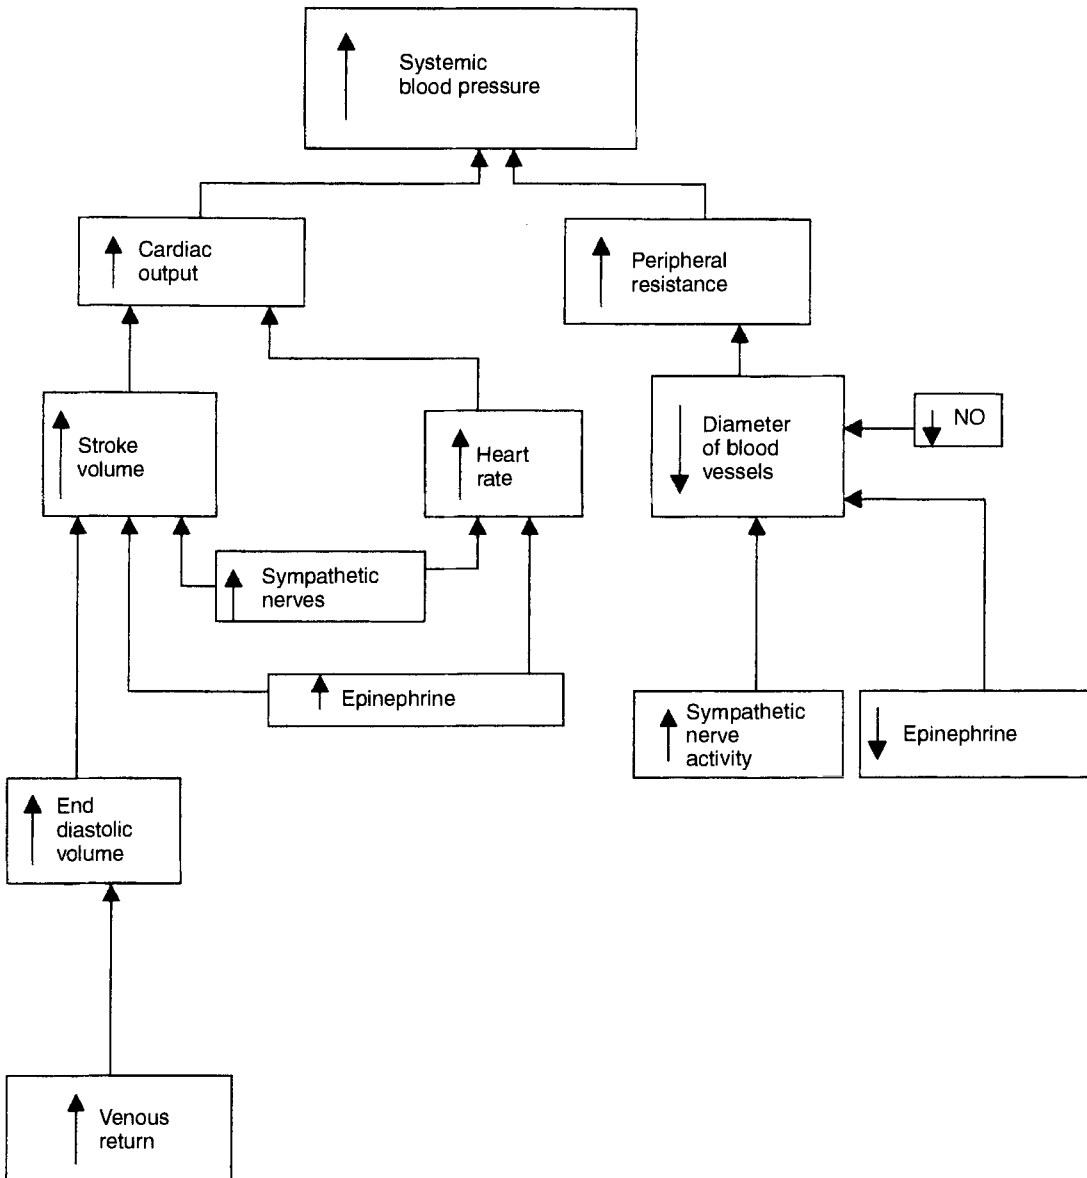 Systemic
blood pressure
Cardiac
output
Peripheral
resistance
Stroke
volume
Heart
rate
Diameter
of blood
vessels
NO
Sympathetic
nerves
Epinephrine
Sympathetic
nerve
activity
Epinephrine
End
diastolic
volume
Venous
return